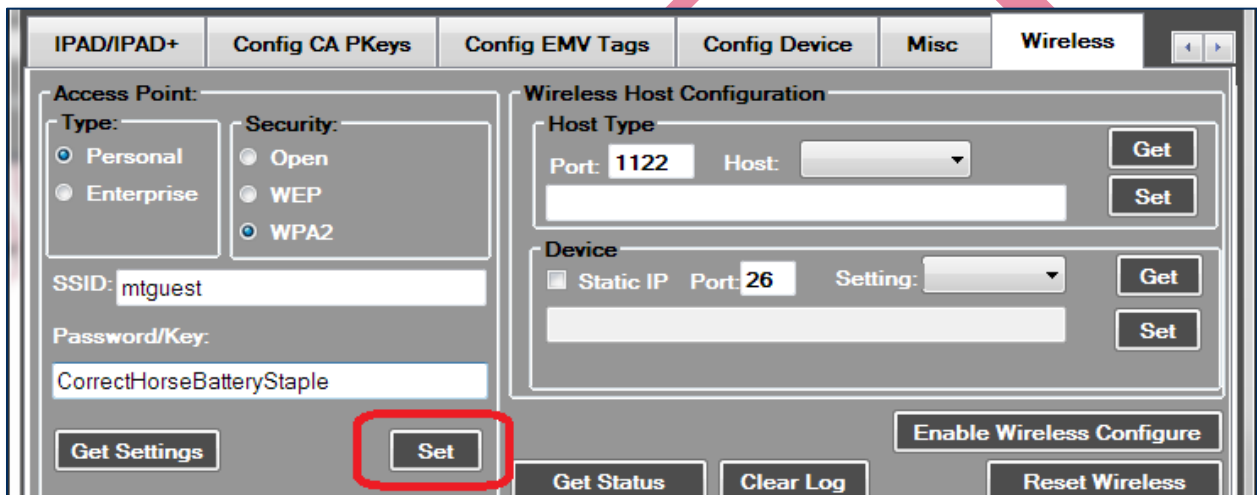 IPAD/IPAD+ Config CA PKeys Config EMV Tags Config Device Misc Wireless
Access Point:
Type:
Personal
Enterprise
Security:
Open
WEP
WPA2
SSID: mtguest
Password/Key:
CorrectHorseBatteryStaple
Get Settings Set
Wireless Host Configuration
Host Type
Port: 1122 Host: Get
Set
Device
Static IP Port: 26 Setting: Get
Set
Enable Wireless Configure
Get Status Clear Log Reset Wireless